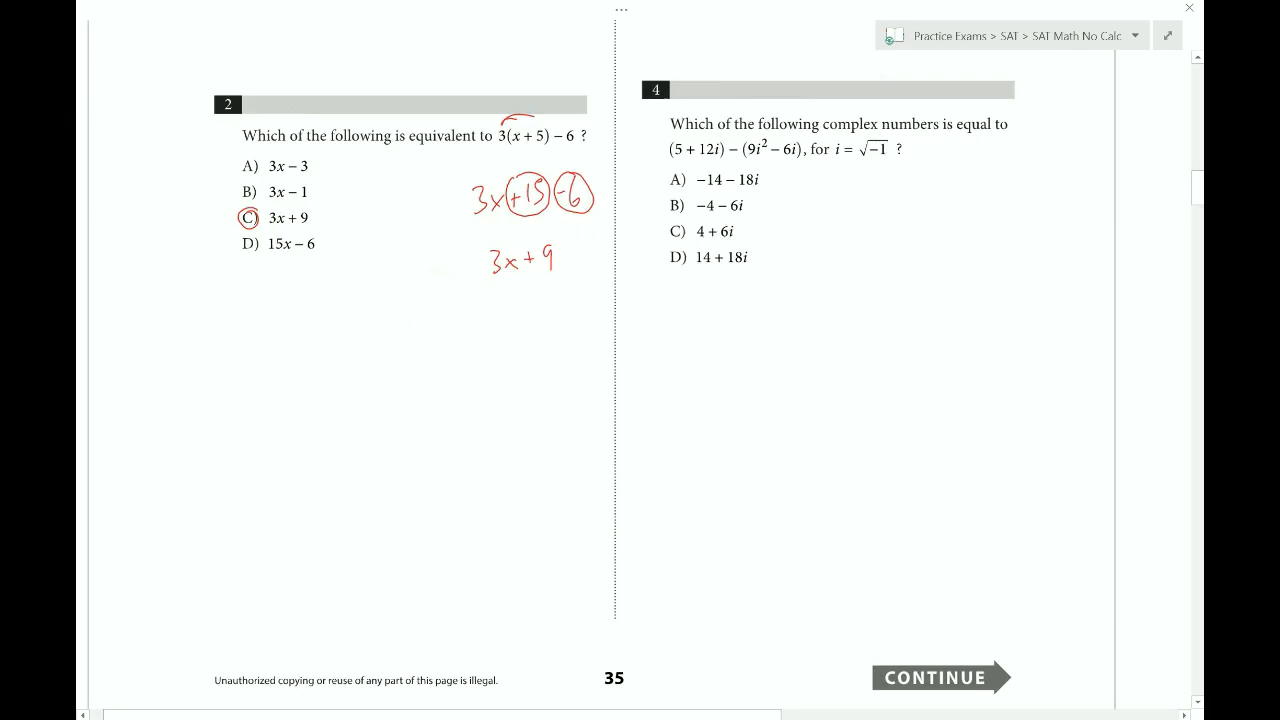 Practice Exams > SAT > SAT Math No Calc
2
Which of the following is equivalent to 3(x + 5) − 6 ?
A) 3x − 3
B) 3x − 1
C) 3x + 9
D) 15x − 6
3x +15 -6
3x + 9
4
Which of the following complex numbers is equal to
(5 + 12i) − (9i² − 6i), for i = √−1 ?
A) −14 − 18i
B) −4 − 6i
C) 4 + 6i
D) 14 + 18i
Unauthorized copying or reuse of any part of this page is illegal.
35
CONTINUE